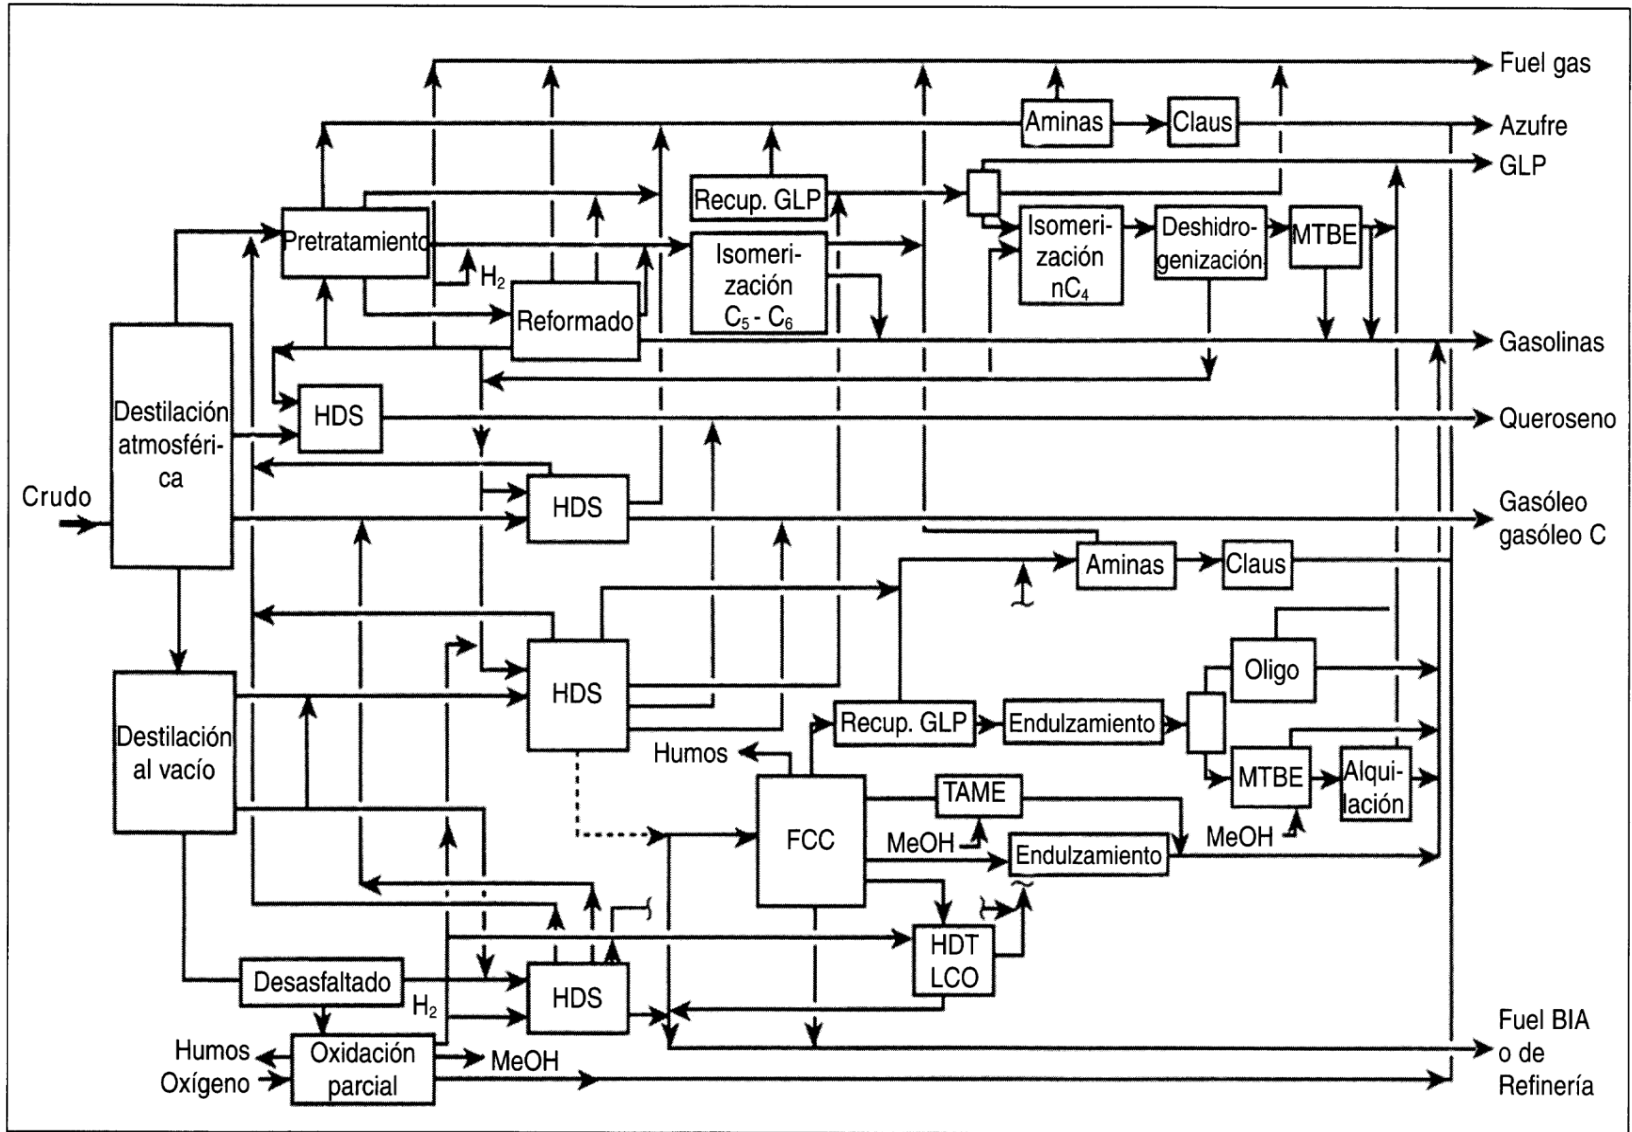 Fuel gas
Aminas
Claus
Azufre
GLP
Recup. GLP
Pretratamiento
Isomeri-
zación
C5 - C6
Isomeri-
zación
nC4
Deshidro-
genización
MTBE
H2
Reformado
Gasolinas
Destilación
atmosféri-
ca
HDS
Queroseno
Crudo
HDS
Gasóleo
gasóleo C
Aminas
Claus
Oligo
HDS
Destilación
al vacío
Recup. GLP
Endulzamiento
Humos
MTBE
Alqui-
lación
TAME
FCC
MeOH
MeOH
Endulzamiento
HDT
LCO
Desasfaltado
H2
HDS
Humos
Oxígeno
Oxidación
parcial
MeOH
Fuel BIA
o de
Refinería